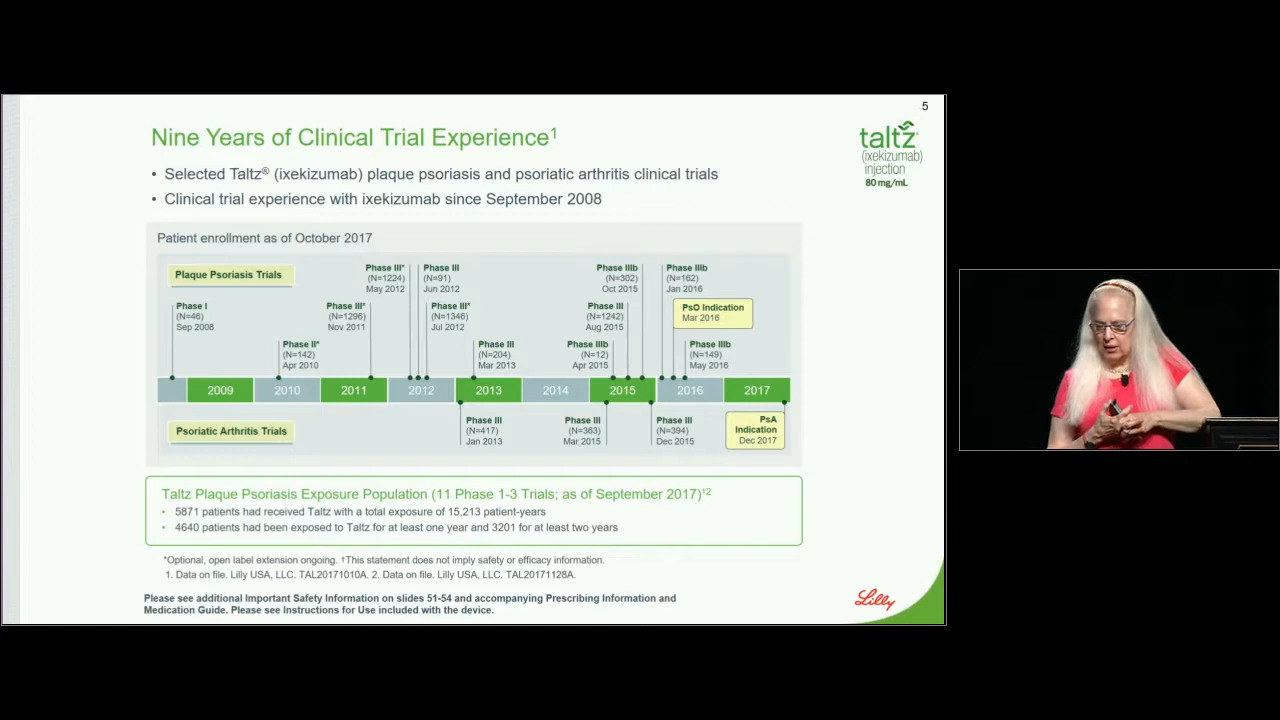 5
Nine Years of Clinical Trial Experience1
taltz®
(ixekizumab)
injection
80 mg/mL
• Selected Taltz® (ixekizumab) plaque psoriasis and psoriatic arthritis clinical trials
• Clinical trial experience with ixekizumab since September 2008
Patient enrollment as of October 2017
Plaque Psoriasis Trials
Phase I
(N=46)
Sep 2008
Phase II*
(N=142)
Apr 2010
Phase III*
(N=1296)
Nov 2011
Phase III*
(N=1224)
May 2012
Phase III
(N=91)
Jun 2012
Phase III*
(N=1346)
Jul 2012
Phase III
(N=204)
Mar 2013
Phase IIIb
(N=12)
Apr 2015
Phase III
(N=1242)
Aug 2015
Phase IIIb
(N=302)
Oct 2015
Phase IIIb
(N=162)
Jan 2016
PsO Indication
Mar 2016
Phase IIIb
(N=149)
May 2016
2009 2010 2011 2012 2013 2014 2015 2016 2017
Psoriatic Arthritis Trials
Phase III
(N=417)
Jan 2013
Phase III
(N=363)
Mar 2015
Phase III
(N=394)
Dec 2015
PsA
Indication
Dec 2017
Taltz Plaque Psoriasis Exposure Population (11 Phase 1-3 Trials; as of September 2017)†2
• 5871 patients had received Taltz with a total exposure of 15,213 patient-years
• 4640 patients had been exposed to Taltz for at least one year and 3201 for at least two years
*Optional, open label extension ongoing. †This statement does not imply safety or efficacy information.
1. Data on file. Lilly USA, LLC. TAL20171010A. 2. Data on file. Lilly USA, LLC. TAL20171128A.
Please see additional Important Safety Information on slides 51-54 and accompanying Prescribing Information and
Medication Guide. Please see Instructions for Use included with the device.
Lilly